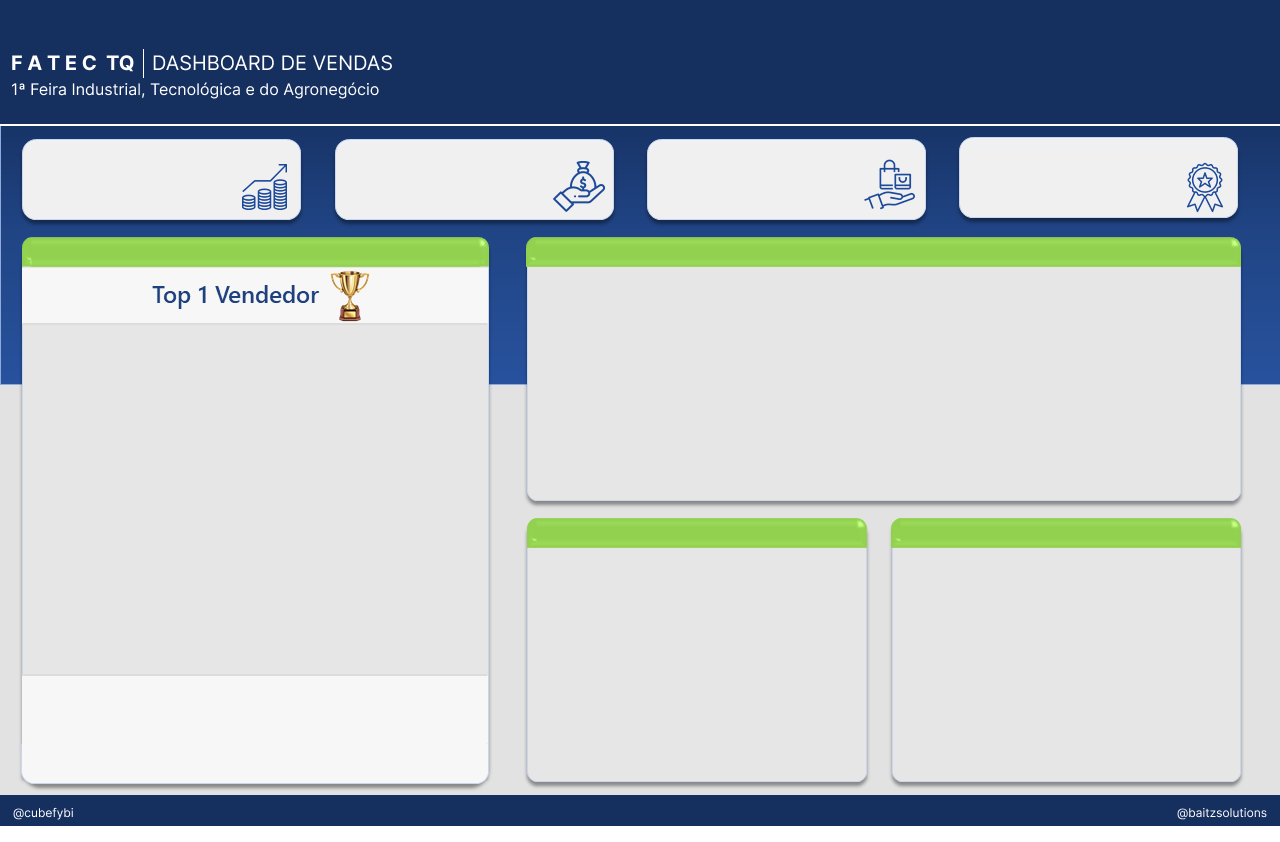 FATEC TQ | DASHBOARD DE VENDAS
1ª Feira Industrial, Tecnológica e do Agronegócio
$
Top 1 Vendedor
@cubefybi
@baitzsolutions